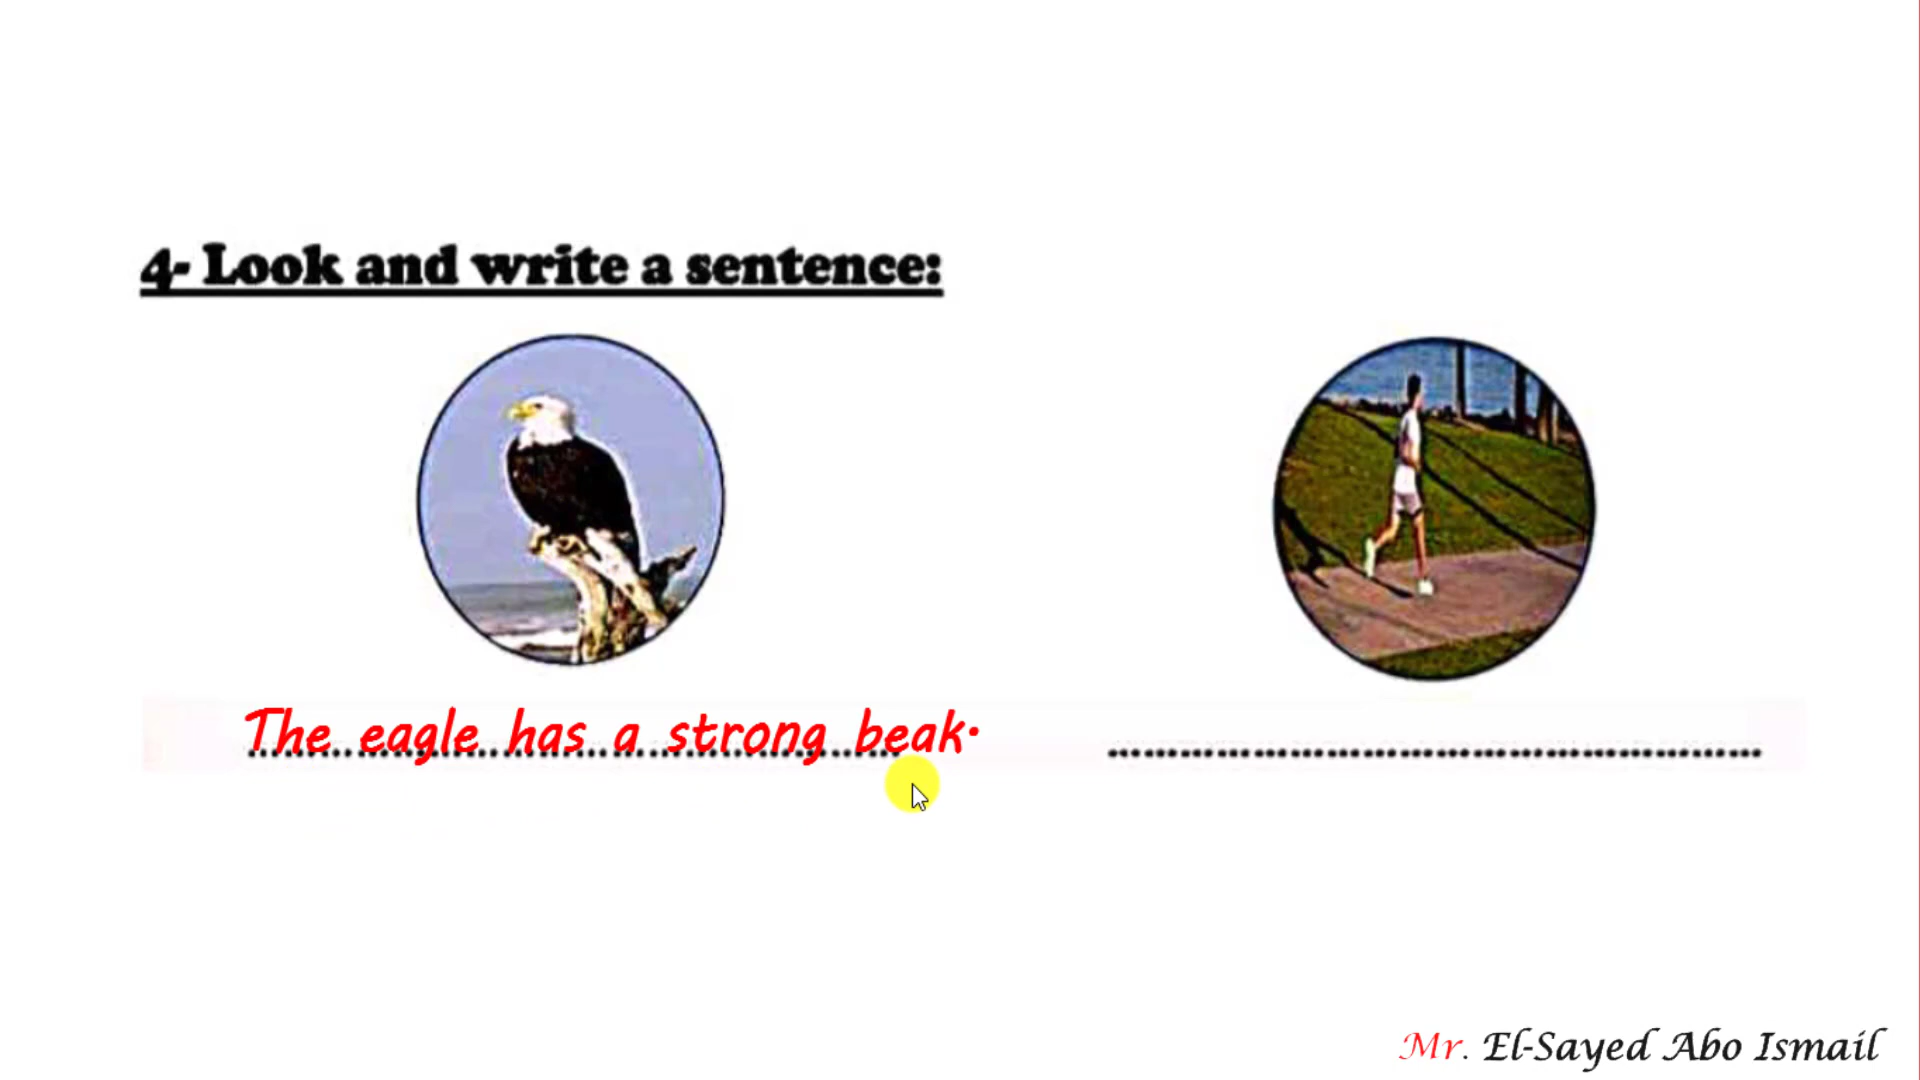 4- Look and write a sentence:
The eagle has a strong beak.
Mr. El-Sayed Abo Ismail